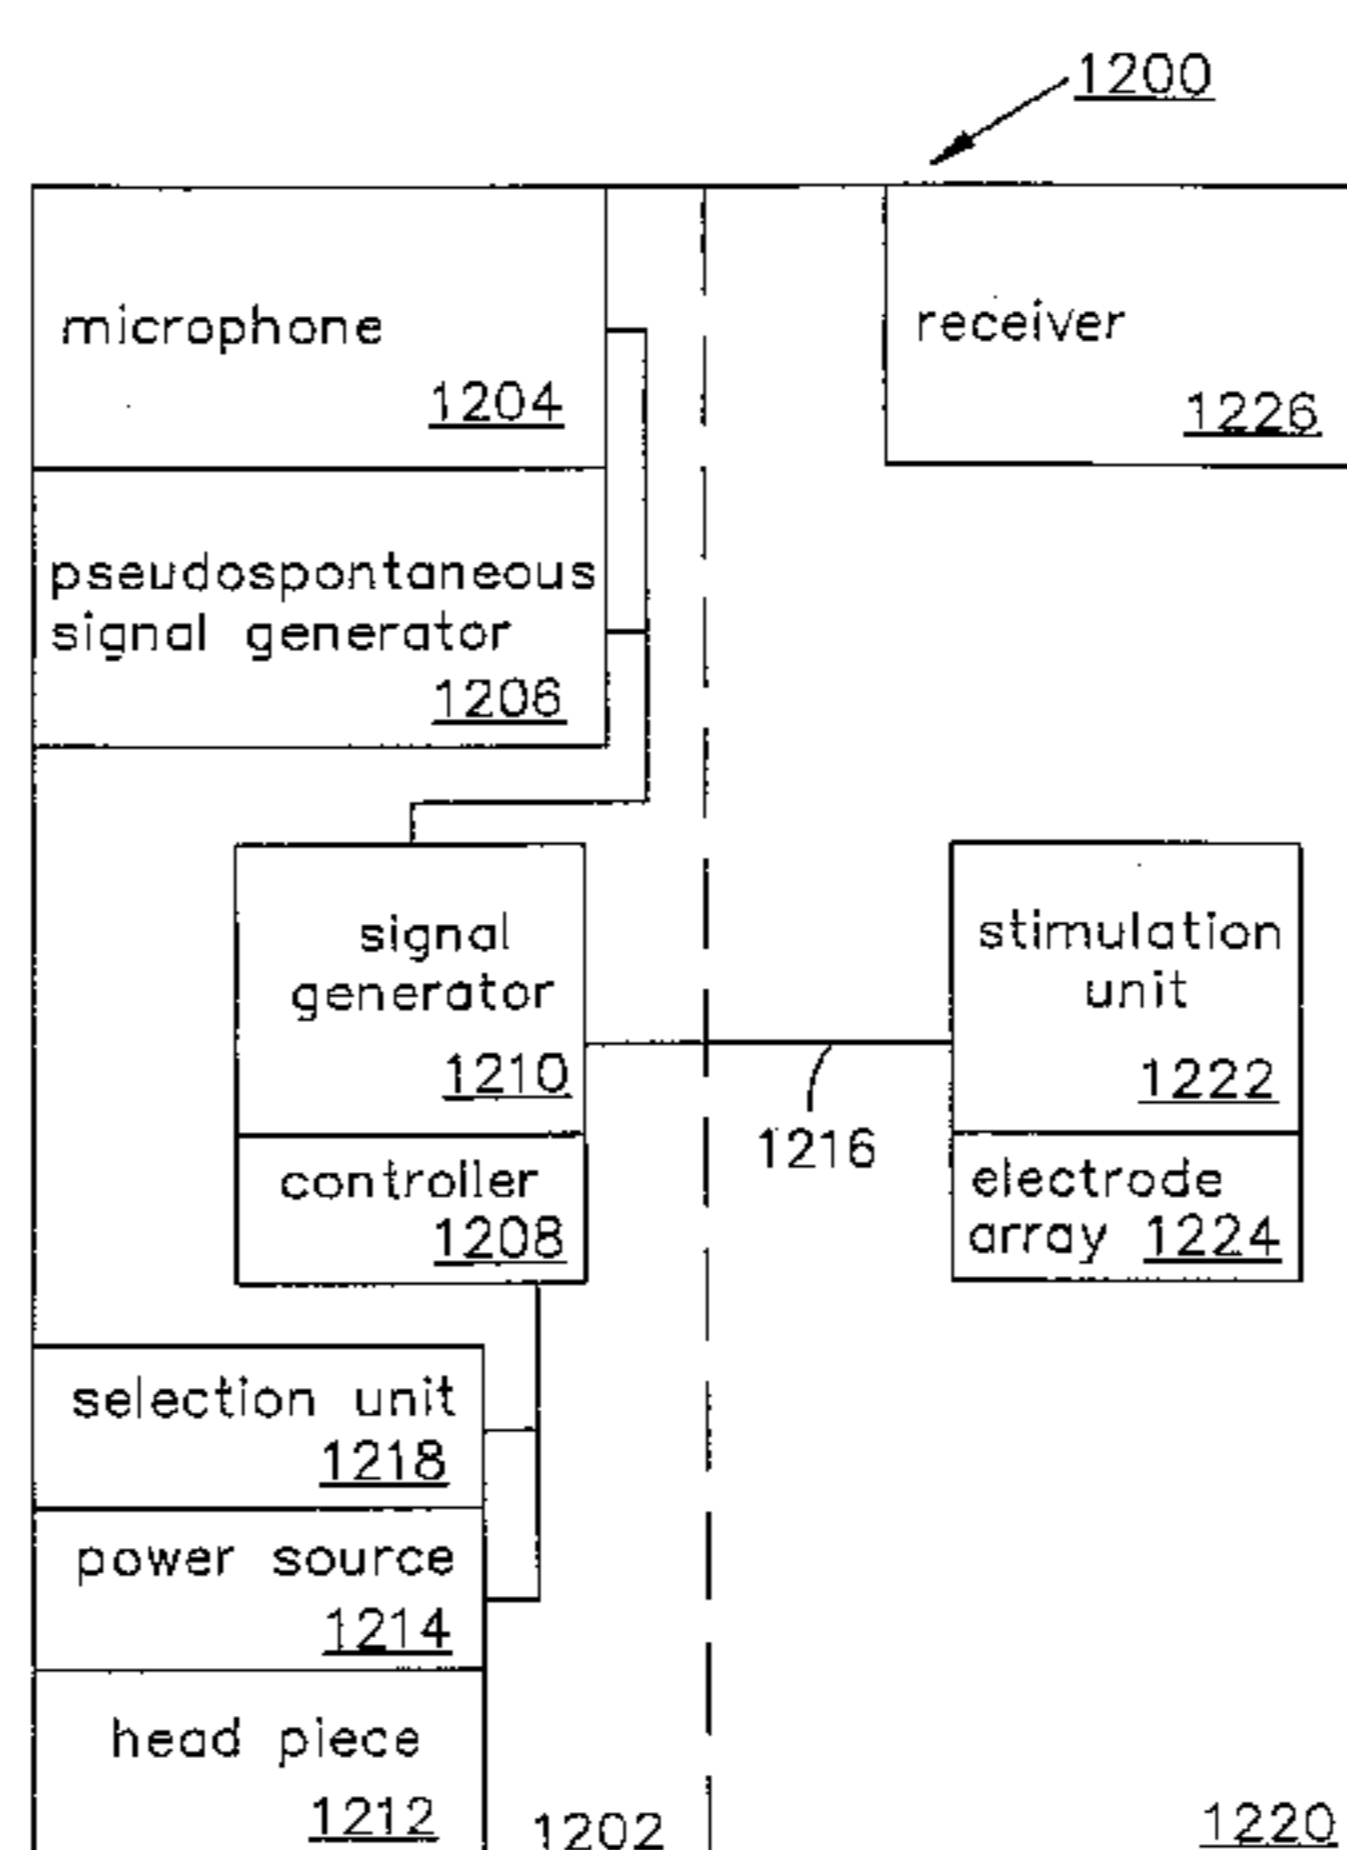 1200
microphone
1204
receiver
1226
pseudospontaneous
signal generator
1206
signal
generator
1210
stimulation
unit
1222
1216
controller
1208
electrode
array 1224
selection unit
1218
power source
1214
head piece
1212
1202
1220